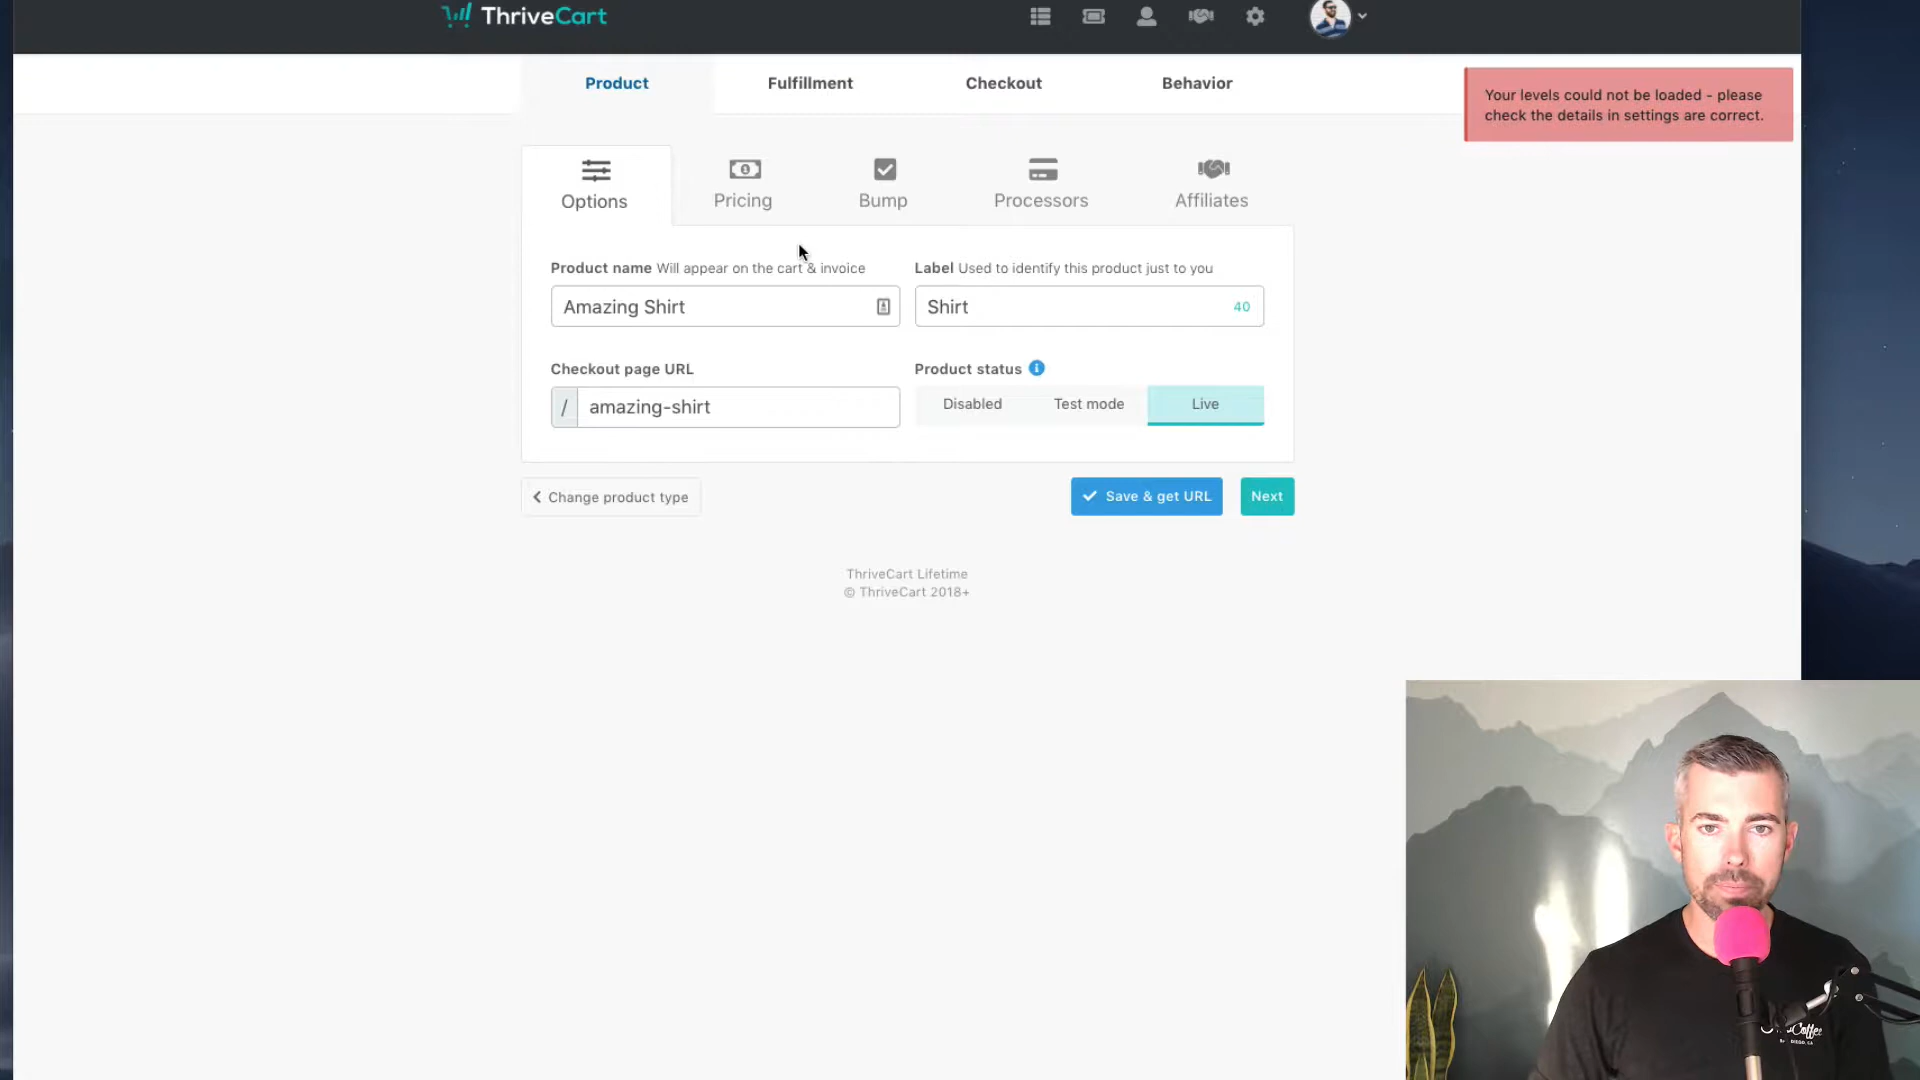 ThriveCart
Product
Fulfillment
Checkout
Behavior
Your levels could not be loaded - please
check the details in settings are correct.
Options
Pricing
Bump
Processors
Affiliates
Product name Will appear on the cart & invoice
Label Used to identify this product just to you
Amazing Shirt
Shirt
40
Checkout page URL
Product status
/ amazing-shirt
Disabled
Test mode
Live
Change product type
Save & get URL
Next
ThriveCart Lifetime
© ThriveCart 2018+